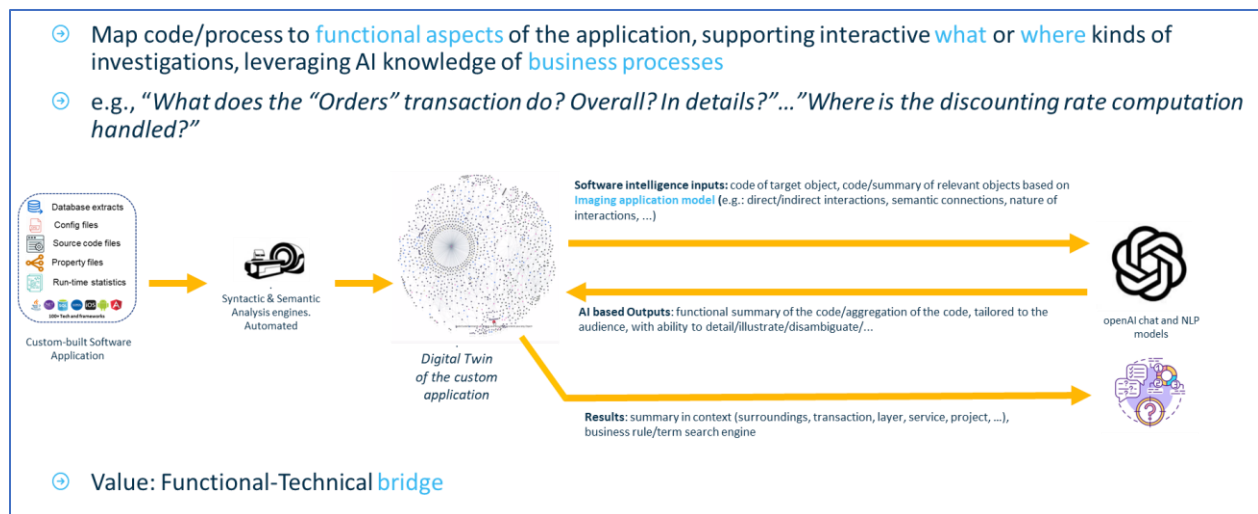 Map code/process to functional aspects of the application, supporting interactive what or where kinds of
investigations, leveraging AI knowledge of business processes
e.g., “What does the “Orders” transaction do? Overall? In details?”…”Where is the discounting rate computation
handled?”
Database extracts
Config files
Source code files
Property files
Run-time statistics
Custom-built Software
Application
Syntactic & Semantic
Analysis engines.
Automated
Digital Twin
of the custom
application
Software intelligence inputs: code of target object, code/summary of relevant objects based on
Imaging application model (e.g.: direct/indirect interactions, semantic connections, nature of
interactions, ...)
AI based Outputs: functional summary of the code/aggregation of the code, tailored to the
audience, with ability to detail/illustrate/disambiguate/...
openAI chat and NLP
models
Results: summary in context (surroundings, transaction, layer, service, project, ...),
business rule/term search engine
Value: Functional-Technical bridge